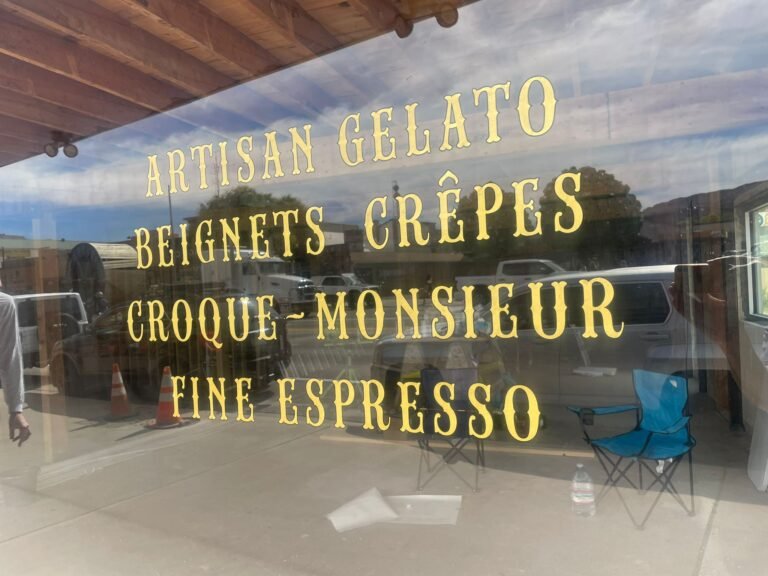 ARTISAN GELATO
BEIGNETS CRÊPES
CROQUE~MONSIEUR
FINE ESPRESSO